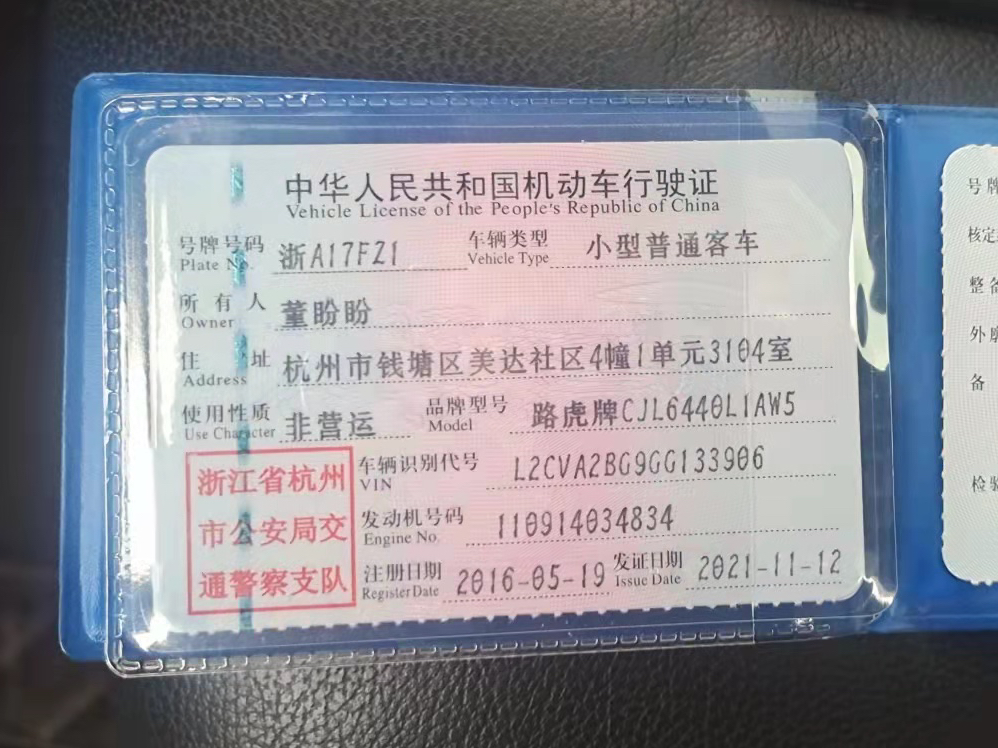 中华人民共和国机动车行驶证
Vehicle License of the People's Republic of China
号牌号码 浙A17FZ1 车辆类型 小型普通客车
Plate No. Vehicle Type
所有人 董盼盼
Owner
住址 杭州市钱塘区美达社区4幢1单元3104室
Address
使用性质 非营运 品牌型号 路虎牌CJL6440L1AW5
Use Character Model
浙江省杭州
市公安局交
通警察支队
车辆识别代号 L2CVA2BG9GG133906
VIN
发动机号码 110914034834
Engine No.
注册日期 2016-05-19 发证日期 2021-11-12
Register Date Issue Date
号牌
核定
整备
外廓
备
检验